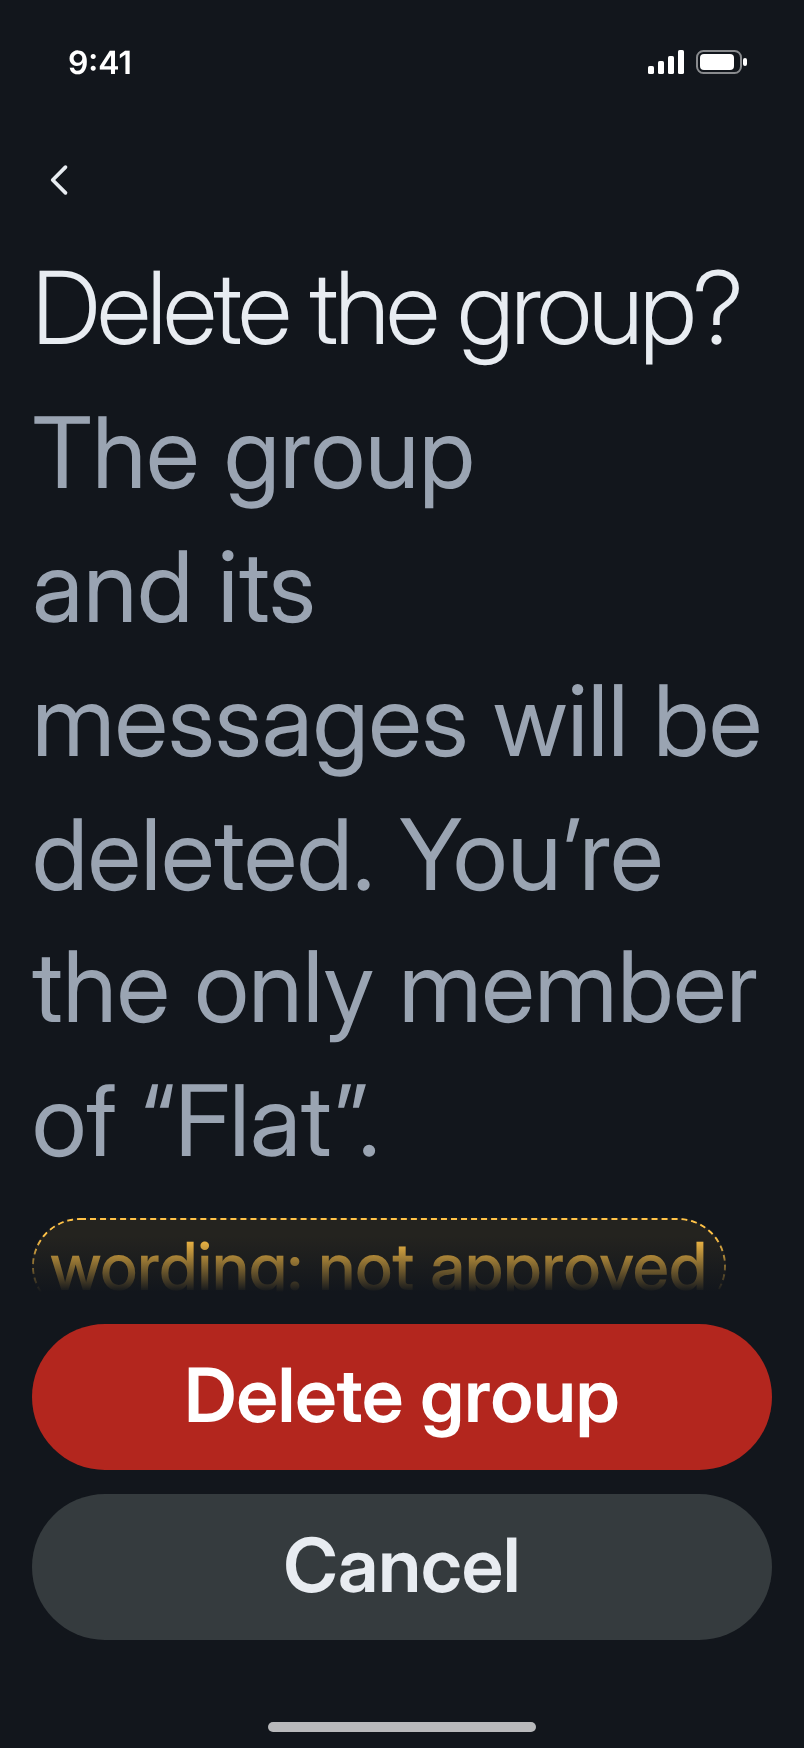 9:41
Delete the group?
The group
and its
messages will be
deleted. You’re
the only member
of “Flat”.
wording: not approved
Delete group
Cancel